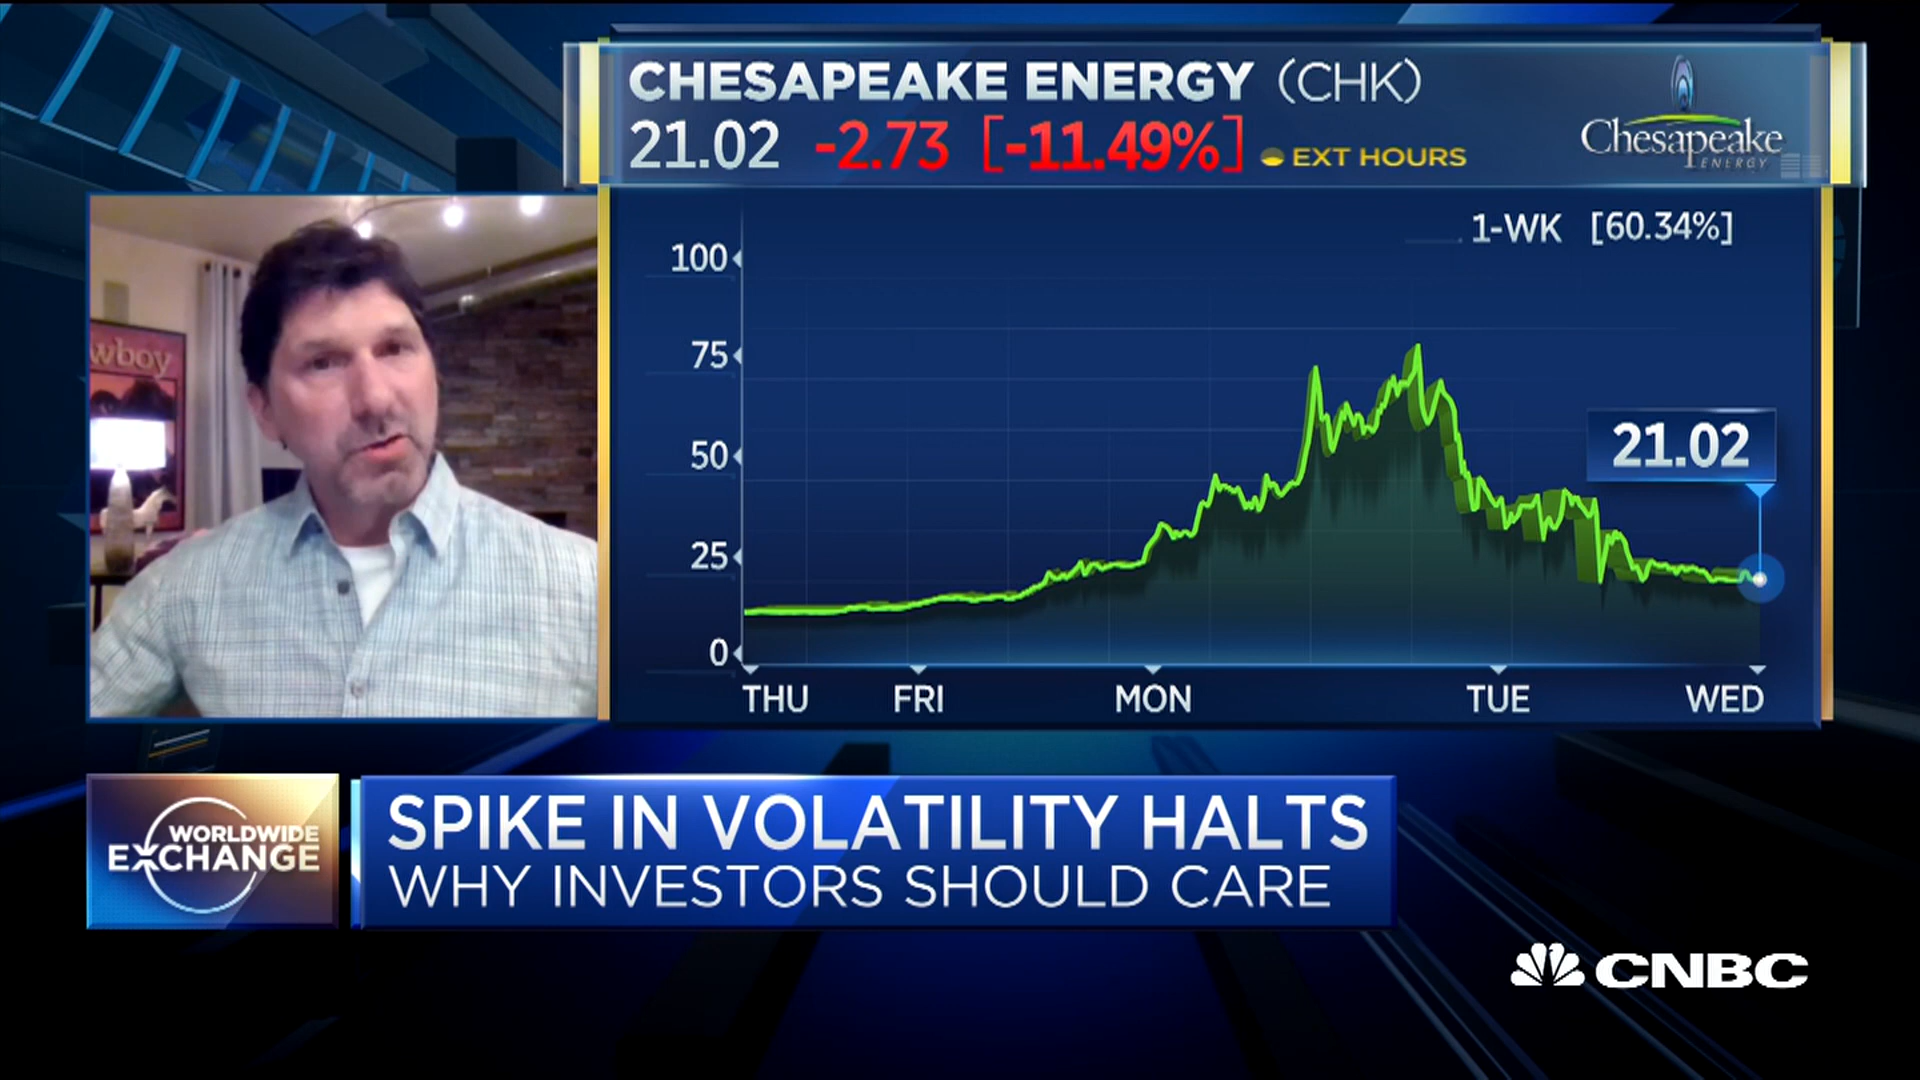 CHESAPEAKE ENERGY (CHK)
21.02 -2.73 [-11.49%] EXT HOURS
Chesapeake
ENERGY
1-WK [60.34%]
100
75
50
25
0
21.02
THU FRI MON TUE WED
wboy
WORLDWIDE
EXCHANGE
SPIKE IN VOLATILITY HALTS
WHY INVESTORS SHOULD CARE
CNBC